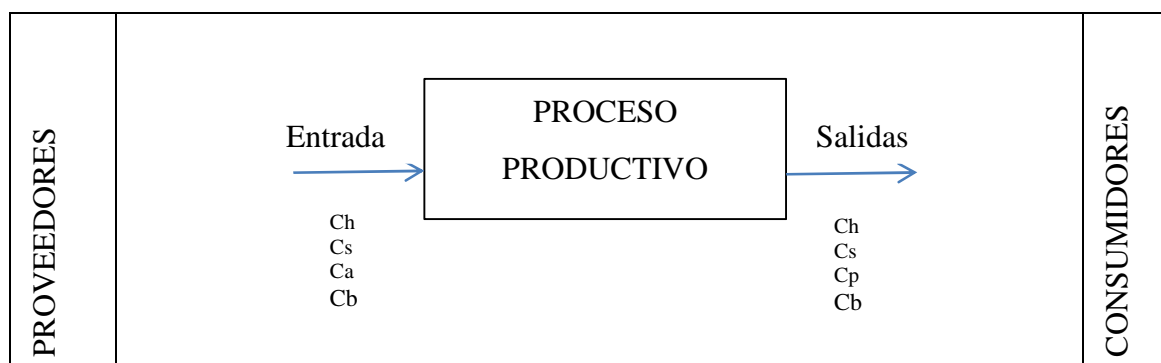 PROVEEDORES
Entrada
Ch
Cs
Ca
Cb
PROCESO
PRODUCTIVO
Salidas
Ch
Cs
Cp
Cb
CONSUMIDORES